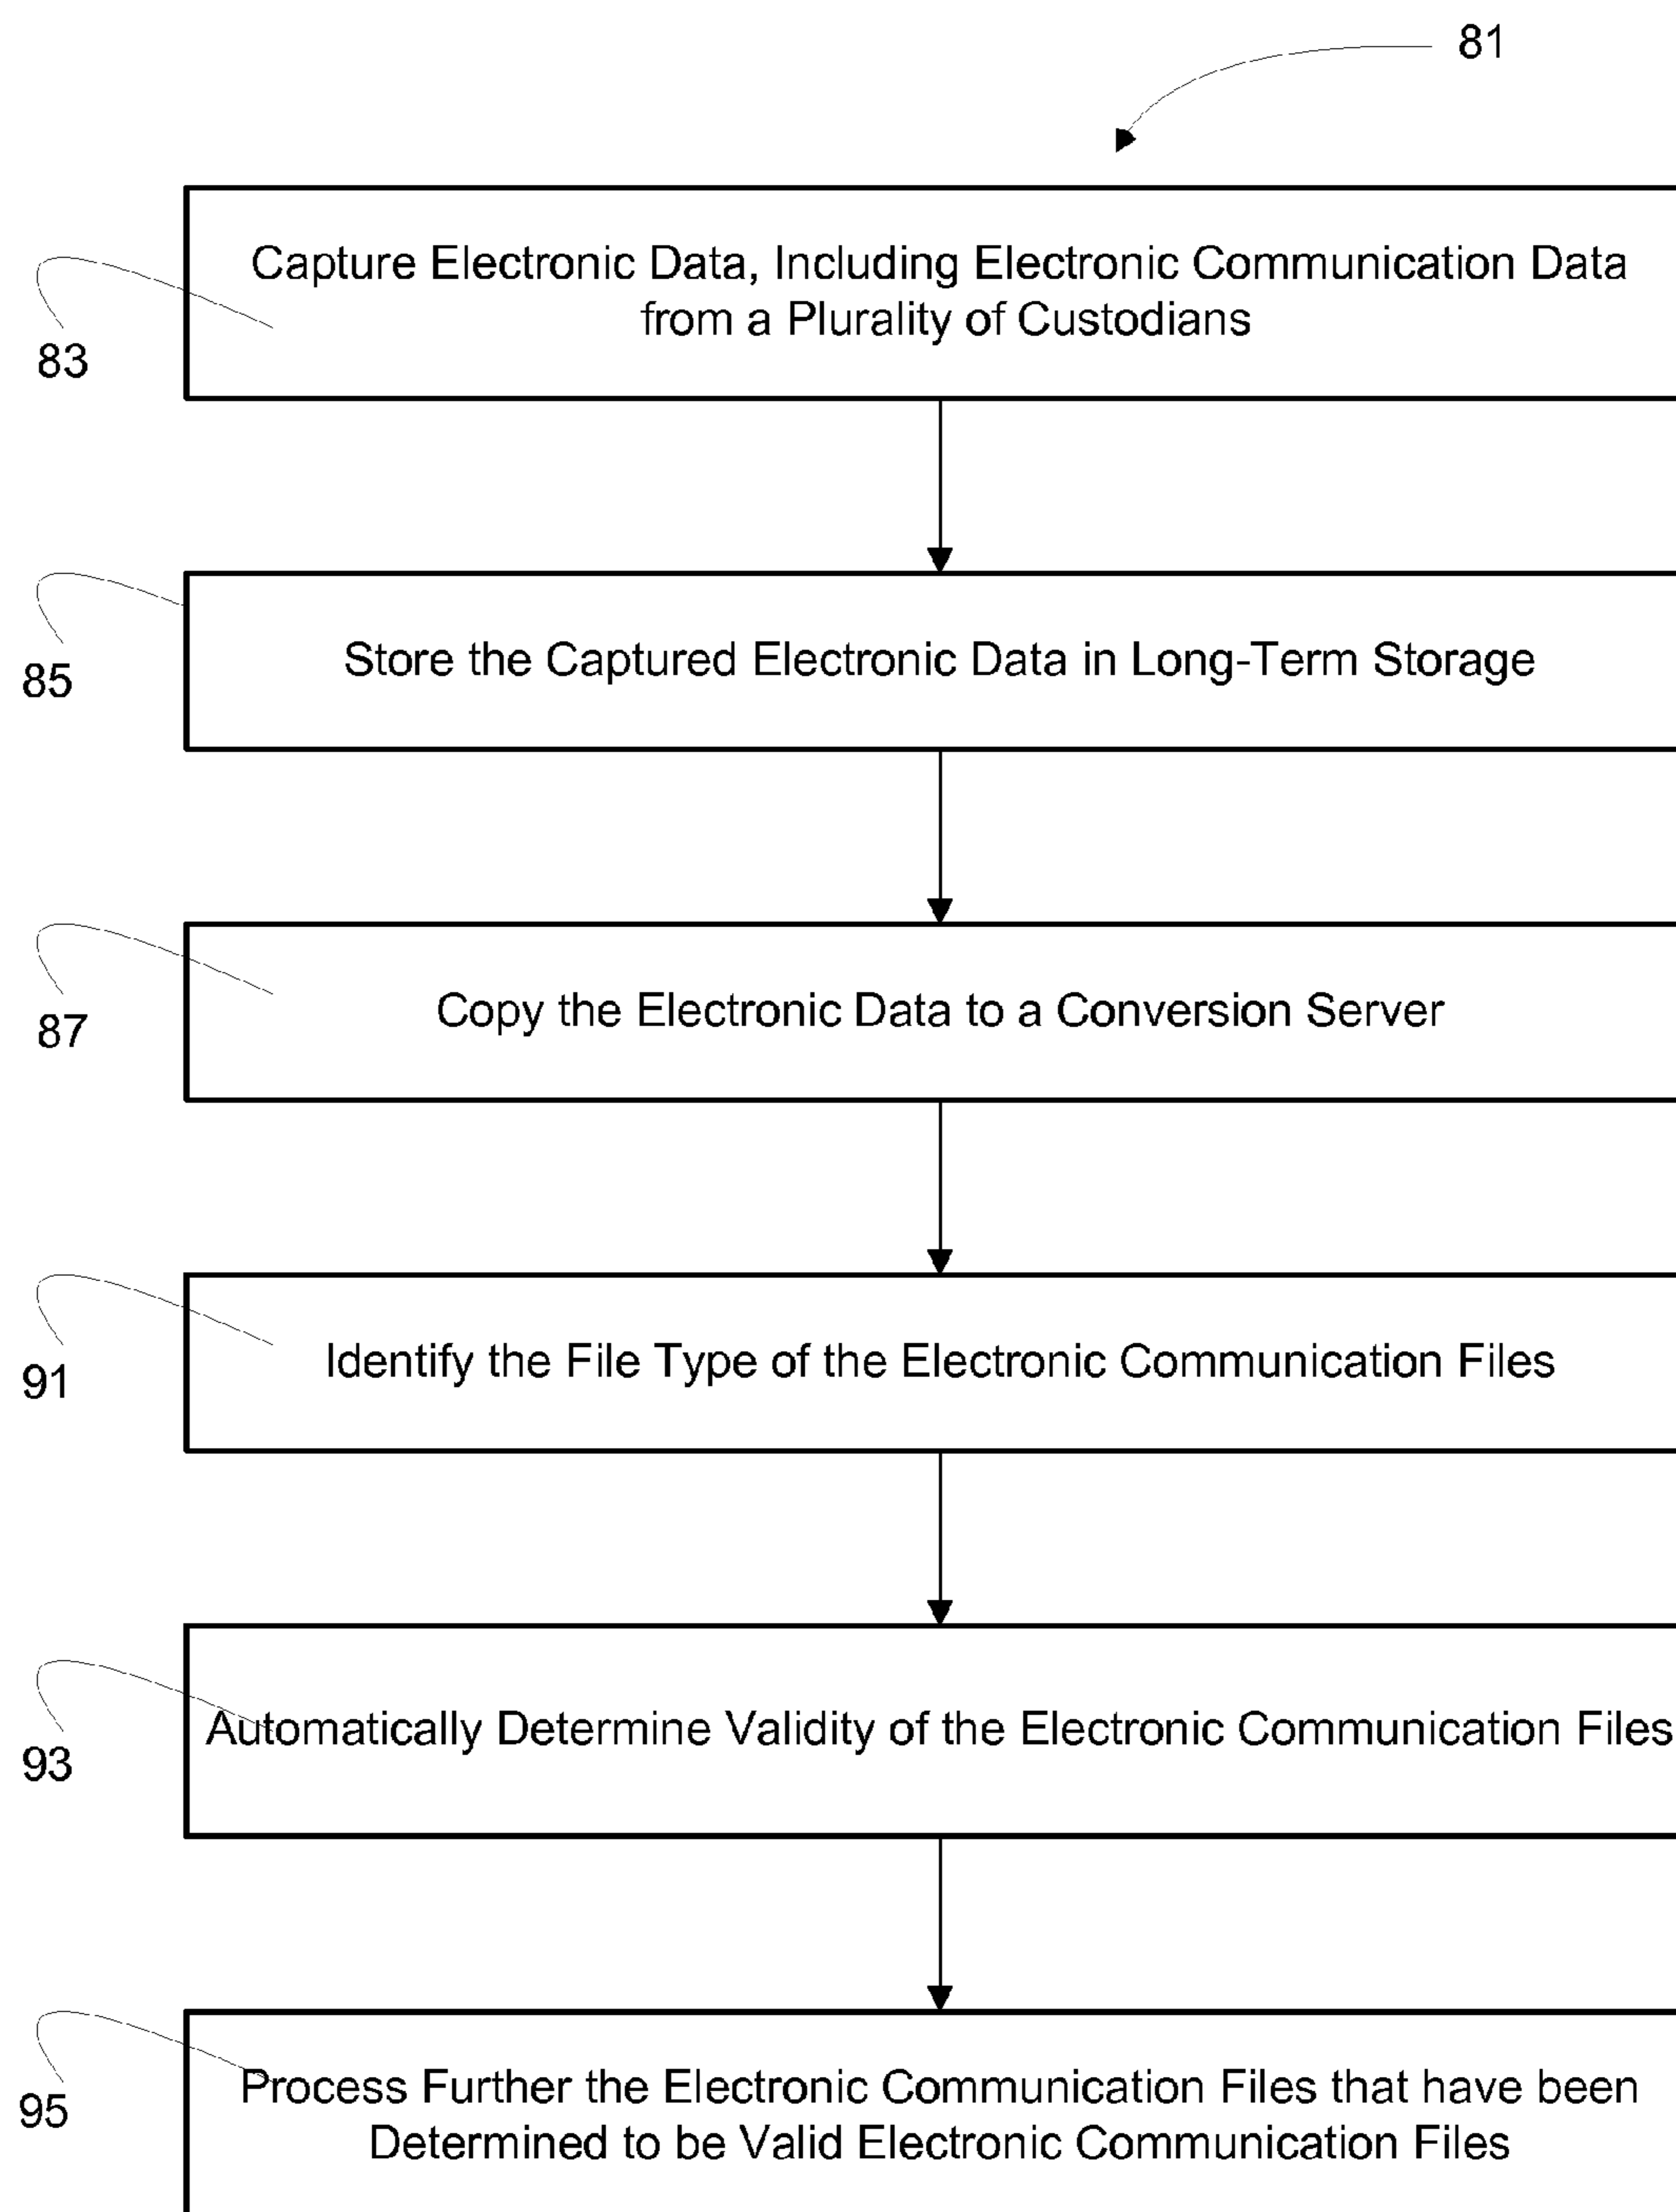 81
Capture Electronic Data, Including Electronic Communication Data
from a Plurality of Custodians
83
Store the Captured Electronic Data in Long-Term Storage
85
Copy the Electronic Data to a Conversion Server
87
Identify the File Type of the Electronic Communication Files
91
Automatically Determine Validity of the Electronic Communication Files
93
Process Further the Electronic Communication Files that have been
Determined to be Valid Electronic Communication Files
95